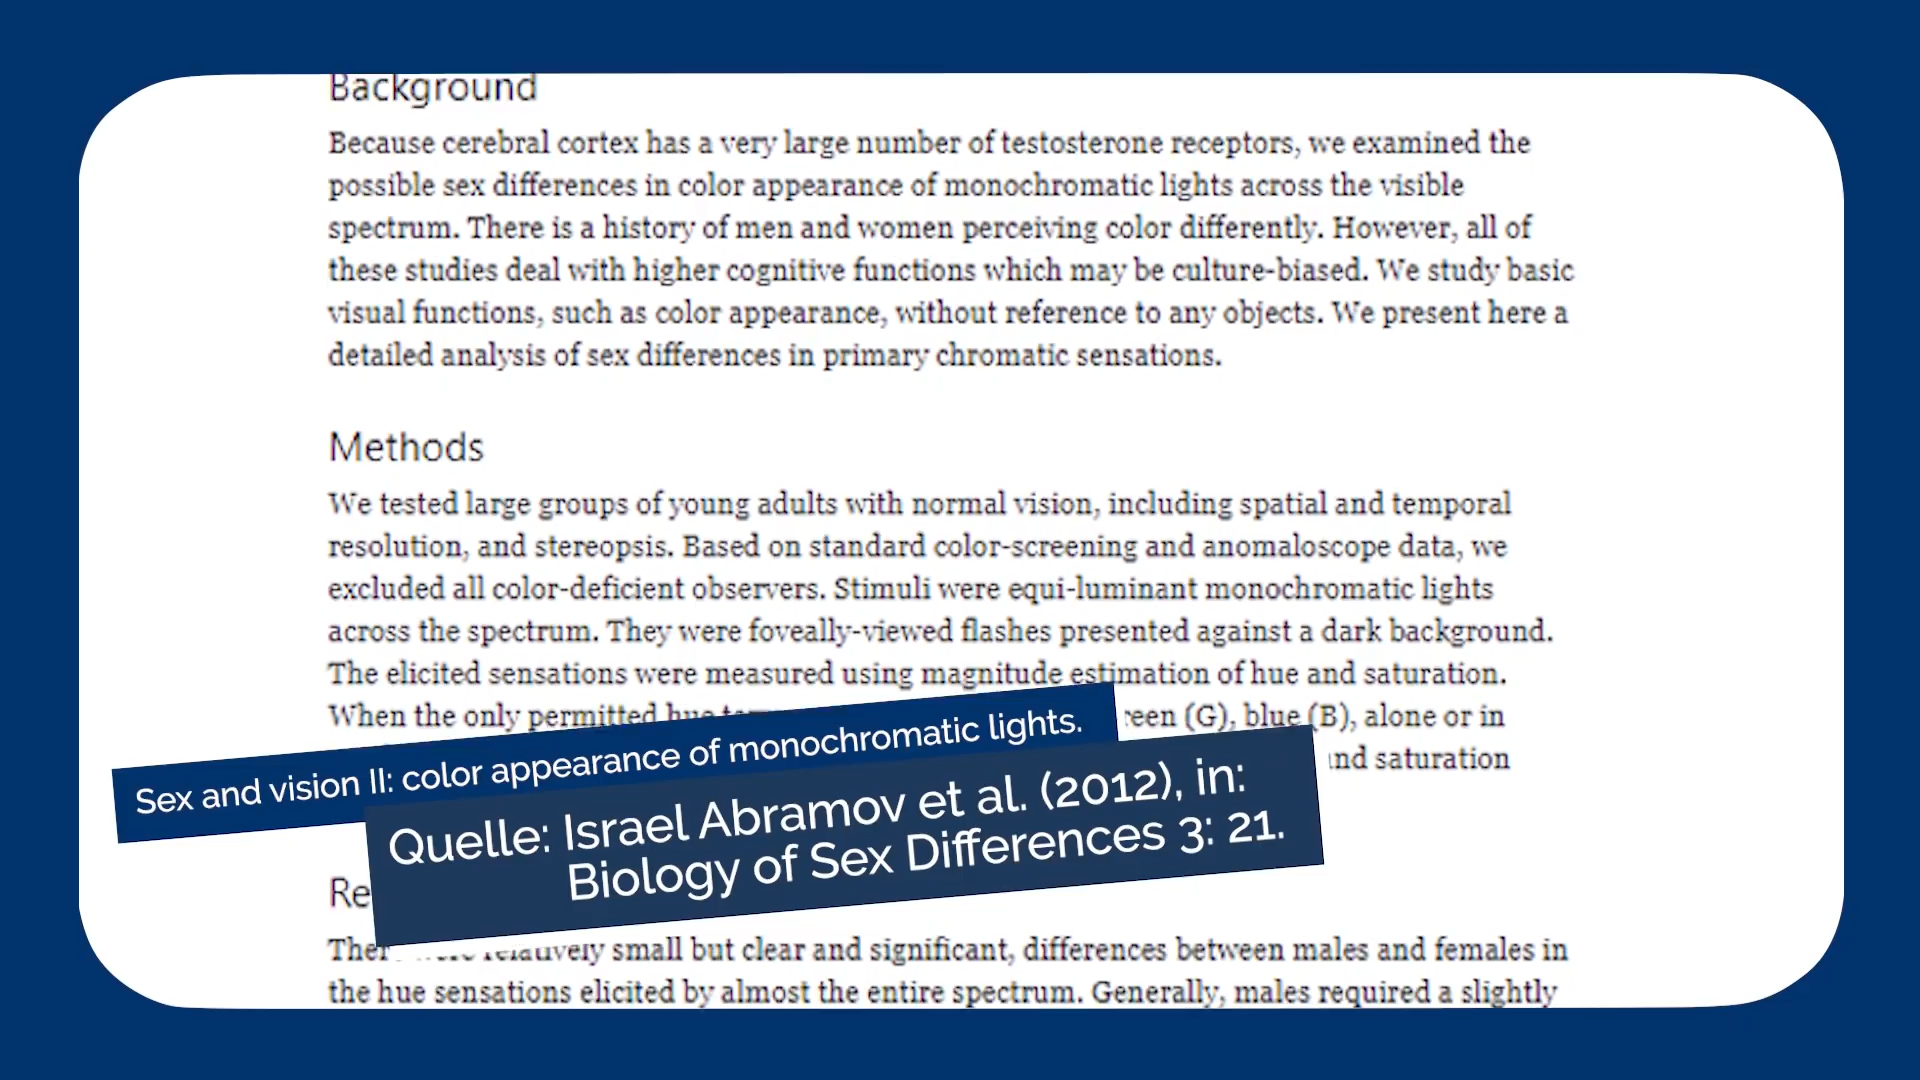 Background
Because cerebral cortex has a very large number of testosterone receptors, we examined the
possible sex differences in color appearance of monochromatic lights across the visible
spectrum. There is a history of men and women perceiving color differently. However, all of
these studies deal with higher cognitive functions which may be culture-biased. We study basic
visual functions, such as color appearance, without reference to any objects. We present here a
detailed analysis of sex differences in primary chromatic sensations.
Methods
We tested large groups of young adults with normal vision, including spatial and temporal
resolution, and stereopsis. Based on standard color-screening and anomaloscope data, we
excluded all color-deficient observers. Stimuli were equi-luminant monochromatic lights
across the spectrum. They were foveally-viewed flashes presented against a dark background.
The elicited sensations were measured using magnitude estimation of hue and saturation.
When the only permitted (G), blue (B), alone or in
saturation
Sex and vision II: color appearance of monochromatic lights.
Quelle: Israel Abramov et al. (2012), in:
Biology of Sex Differences 3: 21.
small but clear and significant, differences between males and females in
the hue sensations elicited by almost the entire spectrum. Generally, males required a slightly